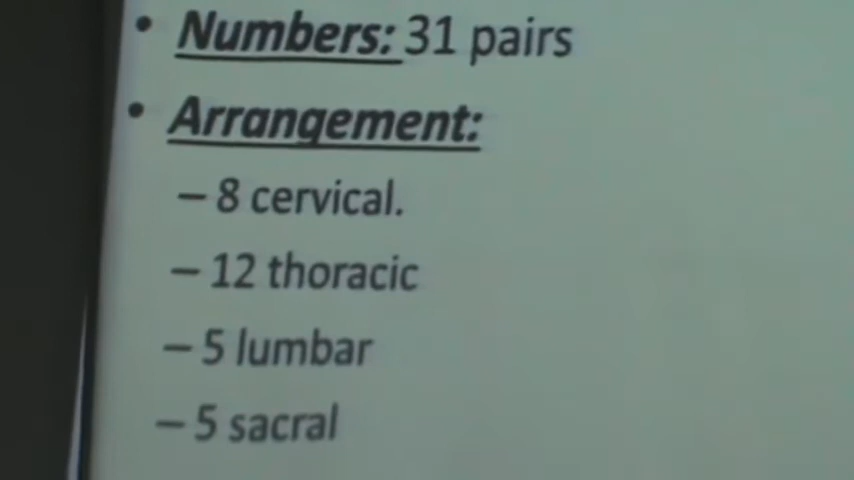 • Numbers: 31 pairs
• Arrangement:
– 8 cervical.
– 12 thoracic
– 5 lumbar
– 5 sacral